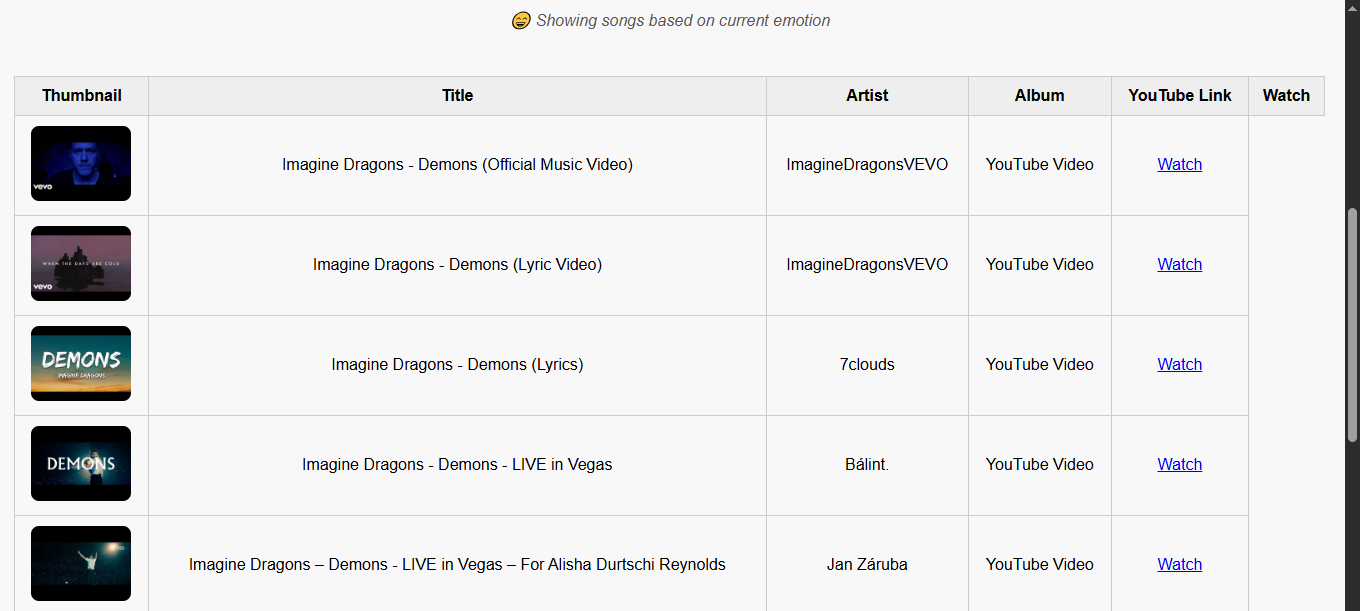 😄 Showing songs based on current emotion
Thumbnail Title Artist Album YouTube Link Watch
vevo
Imagine Dragons - Demons (Official Music Video) ImagineDragonsVEVO YouTube Video Watch
WHEN THE DAYS ARE COLD
vevo
Imagine Dragons - Demons (Lyric Video) ImagineDragonsVEVO YouTube Video Watch
DEMONS
IMAGINE DRAGONS
Imagine Dragons - Demons (Lyrics) 7clouds YouTube Video Watch
DEMONS
Imagine Dragons - Demons - LIVE in Vegas Bálint. YouTube Video Watch
Imagine Dragons – Demons - LIVE in Vegas – For Alisha Durtschi Reynolds Jan Záruba YouTube Video Watch